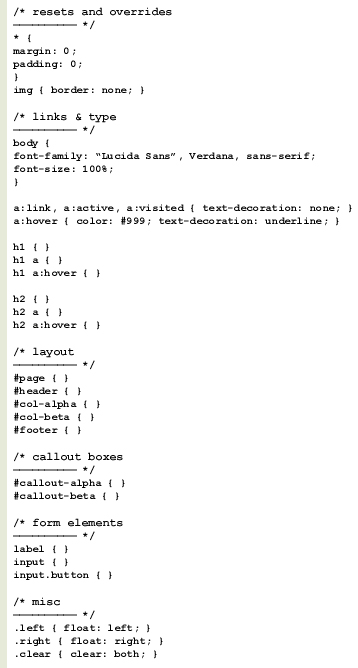 /* resets and overrides
—————————— */
* {
margin: 0;
padding: 0;
}
img { border: none; }
/* links & type
—————————— */
body {
font-family: “Lucida Sans”, Verdana, sans-serif;
font-size: 100%;
}
a:link, a:active, a:visited { text-decoration: none; }
a:hover { color: #999; text-decoration: underline; }
h1 { }
h1 a { }
h1 a:hover { }
h2 { }
h2 a { }
h2 a:hover { }
/* layout
—————————— */
#page { }
#header { }
#col-alpha { }
#col-beta { }
#footer { }
/* callout boxes
—————————— */
#callout-alpha { }
#callout-beta { }
/* form elements
—————————— */
label { }
input { }
input.button { }
/* misc
—————————— */
.left { float: left; }
.right { float: right; }
.clear { clear: both; }